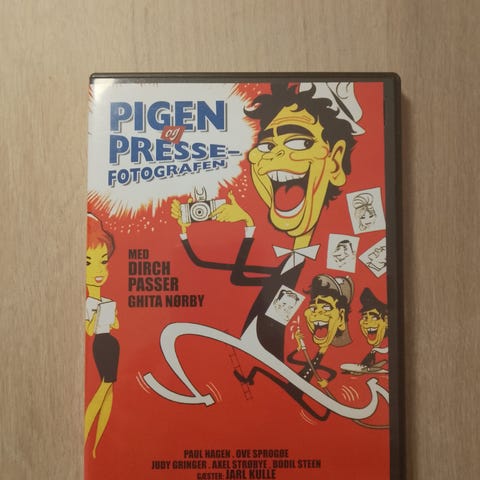 PIGEN
og
PRESSE-
FOTOGRAFEN
MED
DIRCH
PASSER
GHITA NØRBY
PAUL HAGEN . OVE SPROGØE
JUDY GRINGER . AXEL STRØBYE . BODIL STEEN
GÆSTER: JARL KULLE